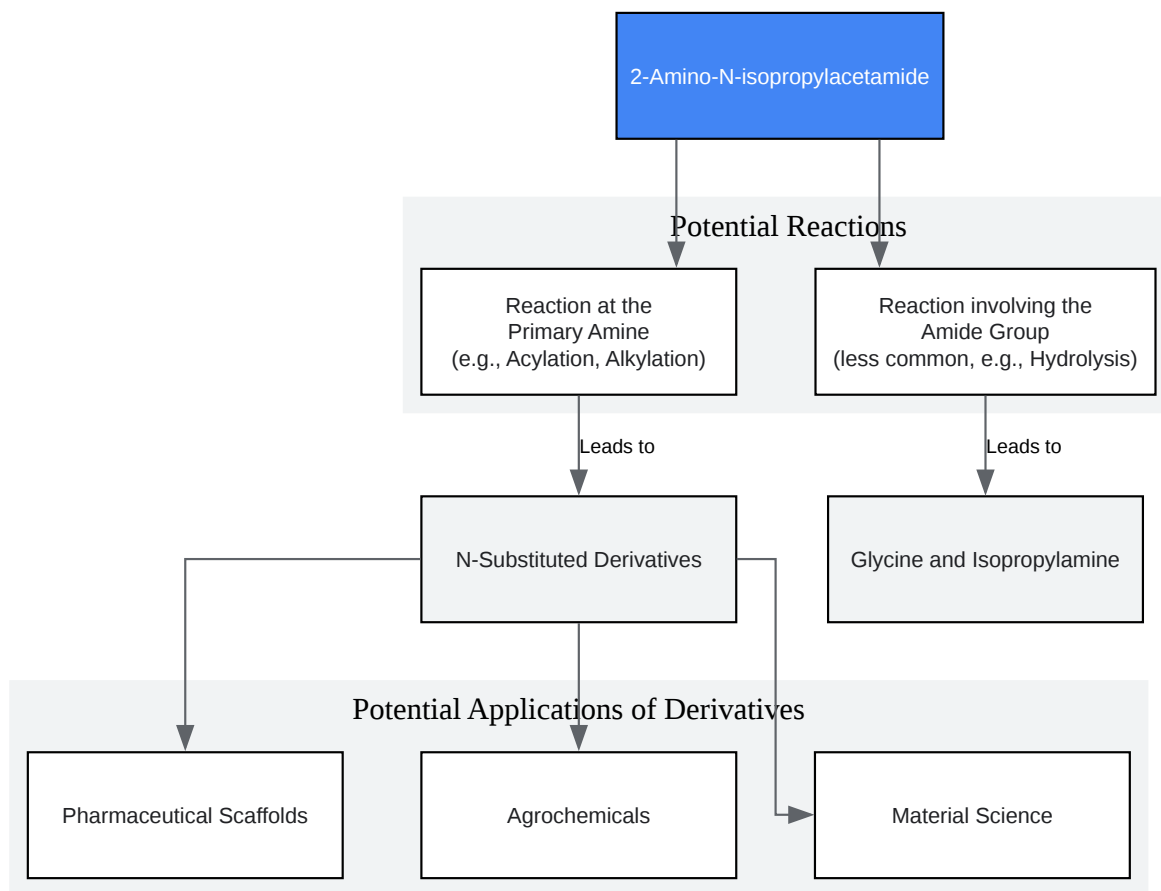 2-Amino-N-isopropylacetamide
Potential Reactions
Reaction at the
Primary Amine
(e.g., Acylation, Alkylation)
Reaction involving the
Amide Group
(less common, e.g., Hydrolysis)
Leads to
Leads to
N-Substituted Derivatives
Glycine and Isopropylamine
Potential Applications of Derivatives
Pharmaceutical Scaffolds
Agrochemicals
Material Science